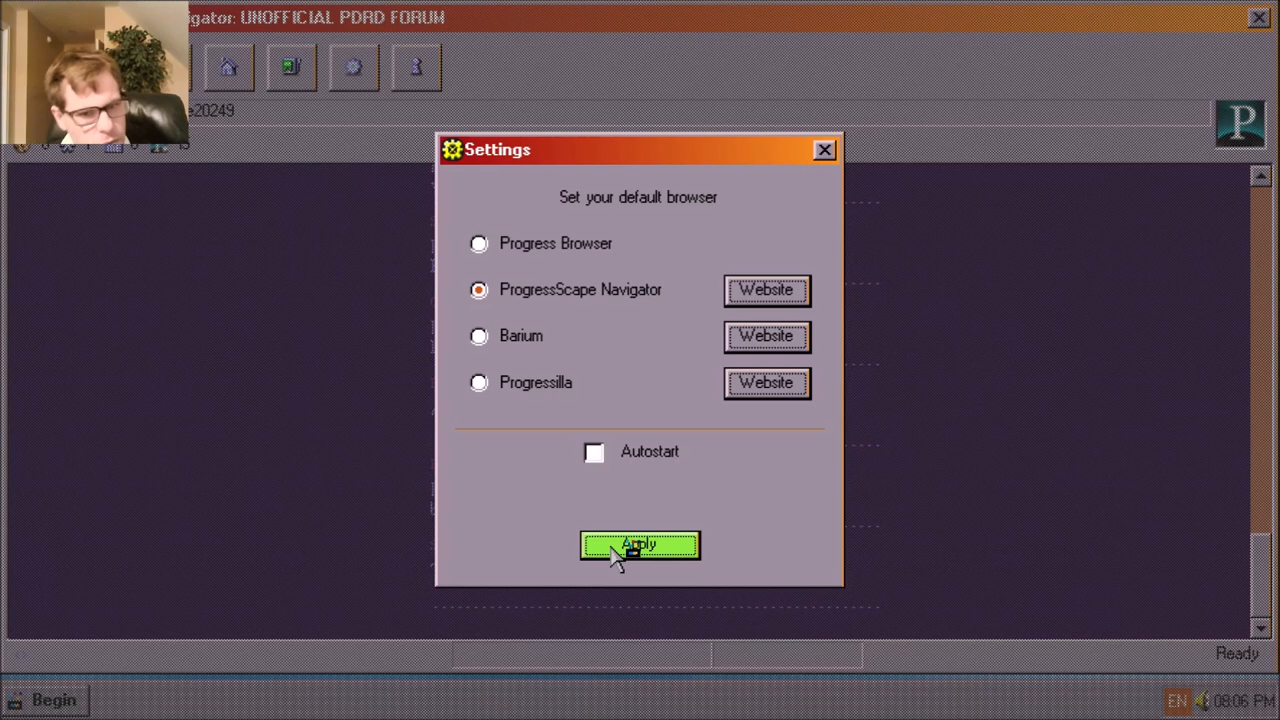 igator: UNOFFICIAL PDRD FORUM
e20249
P
Settings
Set your default browser
Progress Browser
ProgressScape Navigator
Website
Barium
Website
Progressilla
Website
Autostart
Apply
Ready
Begin
EN
08:06 PM